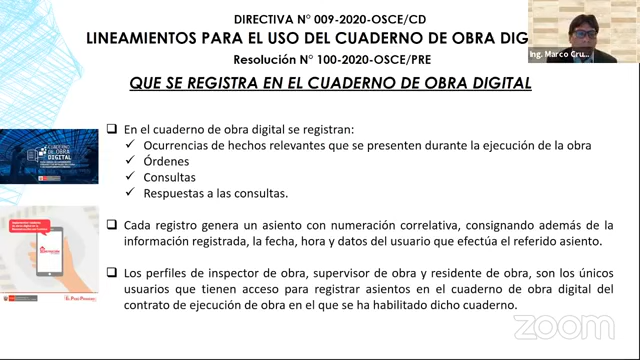 DIRECTIVA N° 009-2020-OSCE/CD
LINEAMIENTOS PARA EL USO DEL CUADERNO DE OBRA DIG
Resolución N° 100-2020-OSCE/PRE
Ing. Marco Cru...
QUE SE REGISTRA EN EL CUADERNO DE OBRA DIGITAL
❑ En el cuaderno de obra digital se registran:
✓ Ocurrencias de hechos relevantes que se presenten durante la ejecución de la obra
✓ Órdenes
✓ Consultas
✓ Respuestas a las consultas.
CUADERNO
DE OBRA
DIGITAL
❑ Cada registro genera un asiento con numeración correlativa, consignando además de la
información registrada, la fecha, hora y datos del usuario que efectúa el referido asiento.
❑ Los perfiles de inspector de obra, supervisor de obra y residente de obra, son los únicos
usuarios que tienen acceso para registrar asientos en el cuaderno de obra digital del
contrato de ejecución de obra en el que se ha habilitado dicho cuaderno.
EL PERÚ PRIMERO
zoom